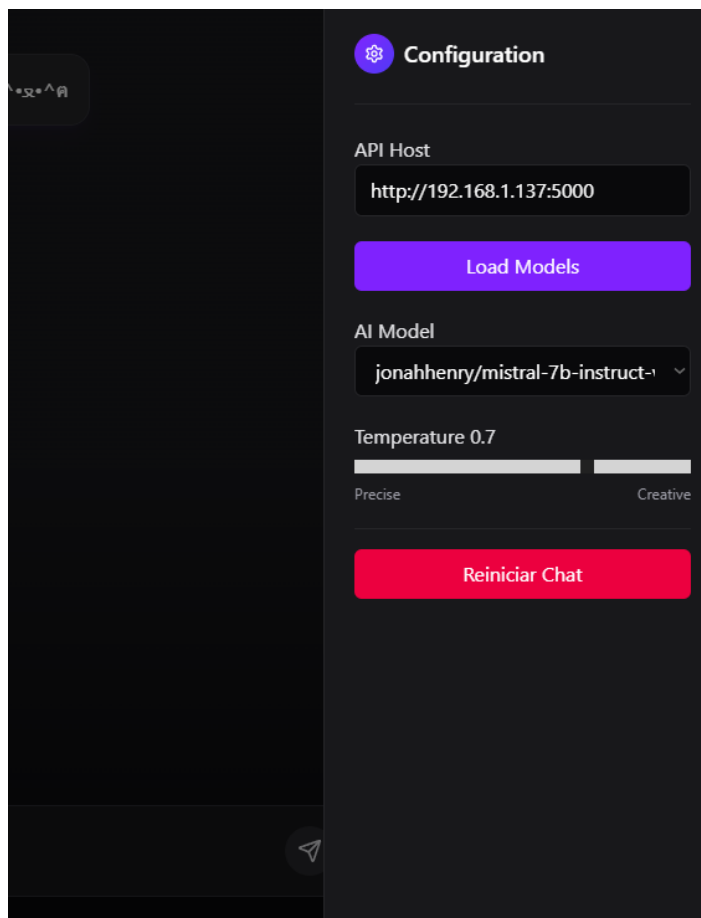 ^•ﻌ•^ฅ
Configuration
API Host
http://192.168.1.137:5000
Load Models
AI Model
jonahhenry/mistral-7b-instruct-
Temperature 0.7
Precise
Creative
Reiniciar Chat